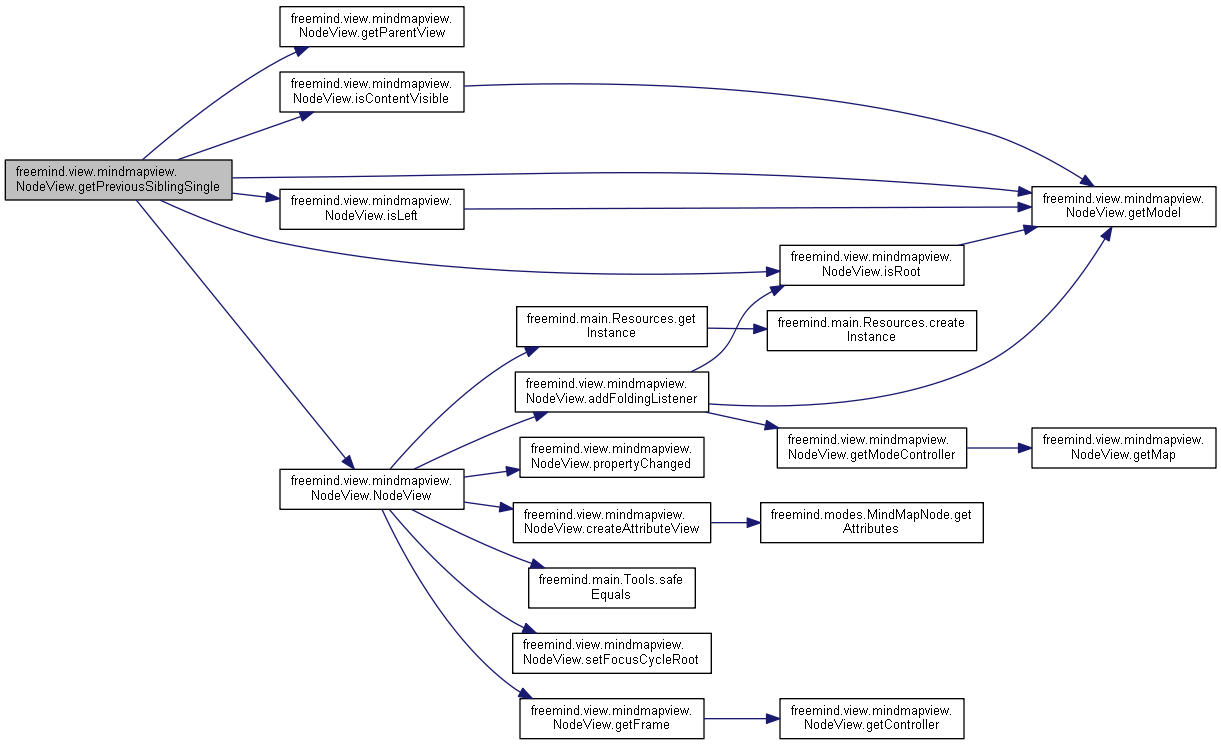 freemind.view.mindmapview.
NodeView.getParentView
freemind.view.mindmapview.
NodeView.isContentVisible
freemind.view.mindmapview.
NodeView.getPreviousSiblingSingle
freemind.view.mindmapview.
NodeView.isLeft
freemind.view.mindmapview.
NodeView.getModel
freemind.view.mindmapview.
NodeView.isRoot
freemind.main.Resources.get
Instance
freemind.main.Resources.create
Instance
freemind.view.mindmapview.
NodeView.addFoldingListener
freemind.view.mindmapview.
NodeView.getModeController
freemind.view.mindmapview.
NodeView.getMap
freemind.view.mindmapview.
NodeView.propertyChanged
freemind.view.mindmapview.
NodeView.NodeView
freemind.view.mindmapview.
NodeView.createAttributeView
freemind.modes.MindMapNode.get
Attributes
freemind.main.Tools.safe
Equals
freemind.view.mindmapview.
NodeView.setFocusCycleRoot
freemind.view.mindmapview.
NodeView.getFrame
freemind.view.mindmapview.
NodeView.getController